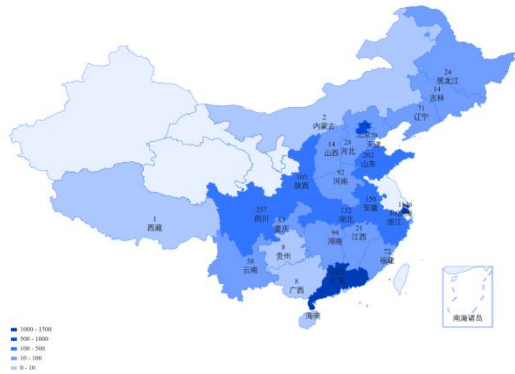 24
黑龙江
14
吉林
71
辽宁
2
内蒙古
北京
天津
28
河北
14
山西
202
山东
105
陕西
92
河南
150
安徽
257
四川
重庆
132
湖北
浙江
1
西藏
94
湖南
21
江西
8
贵州
72
福建
58
云南
8
广西
海南
南海诸岛
1000 - 1500
500 - 1000
100 - 500
10 - 100
0 - 10